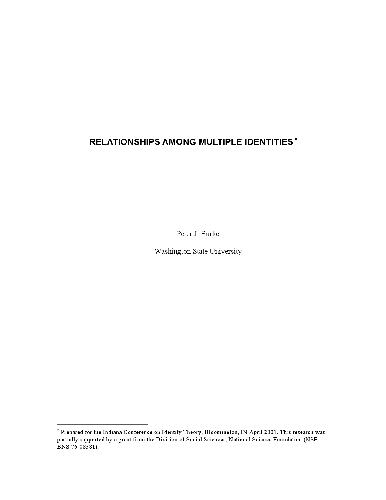 RELATIONSHIPS AMONG MULTIPLE IDENTITIES*
Peter J. Burke
Washington State University
* Prepared for the Indiana Conference on Identity Theory, Bloomington, IN April 2001. This research was
partially supported by a grant from the Division of Social Sciences, National Science Foundation (NSF